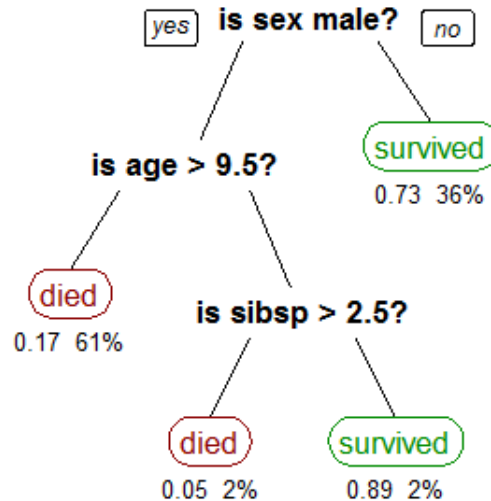 yes is sex male? no
survived
0.73 36%
is age > 9.5?
died
0.17 61%
is sibsp > 2.5?
died survived
0.05 2% 0.89 2%